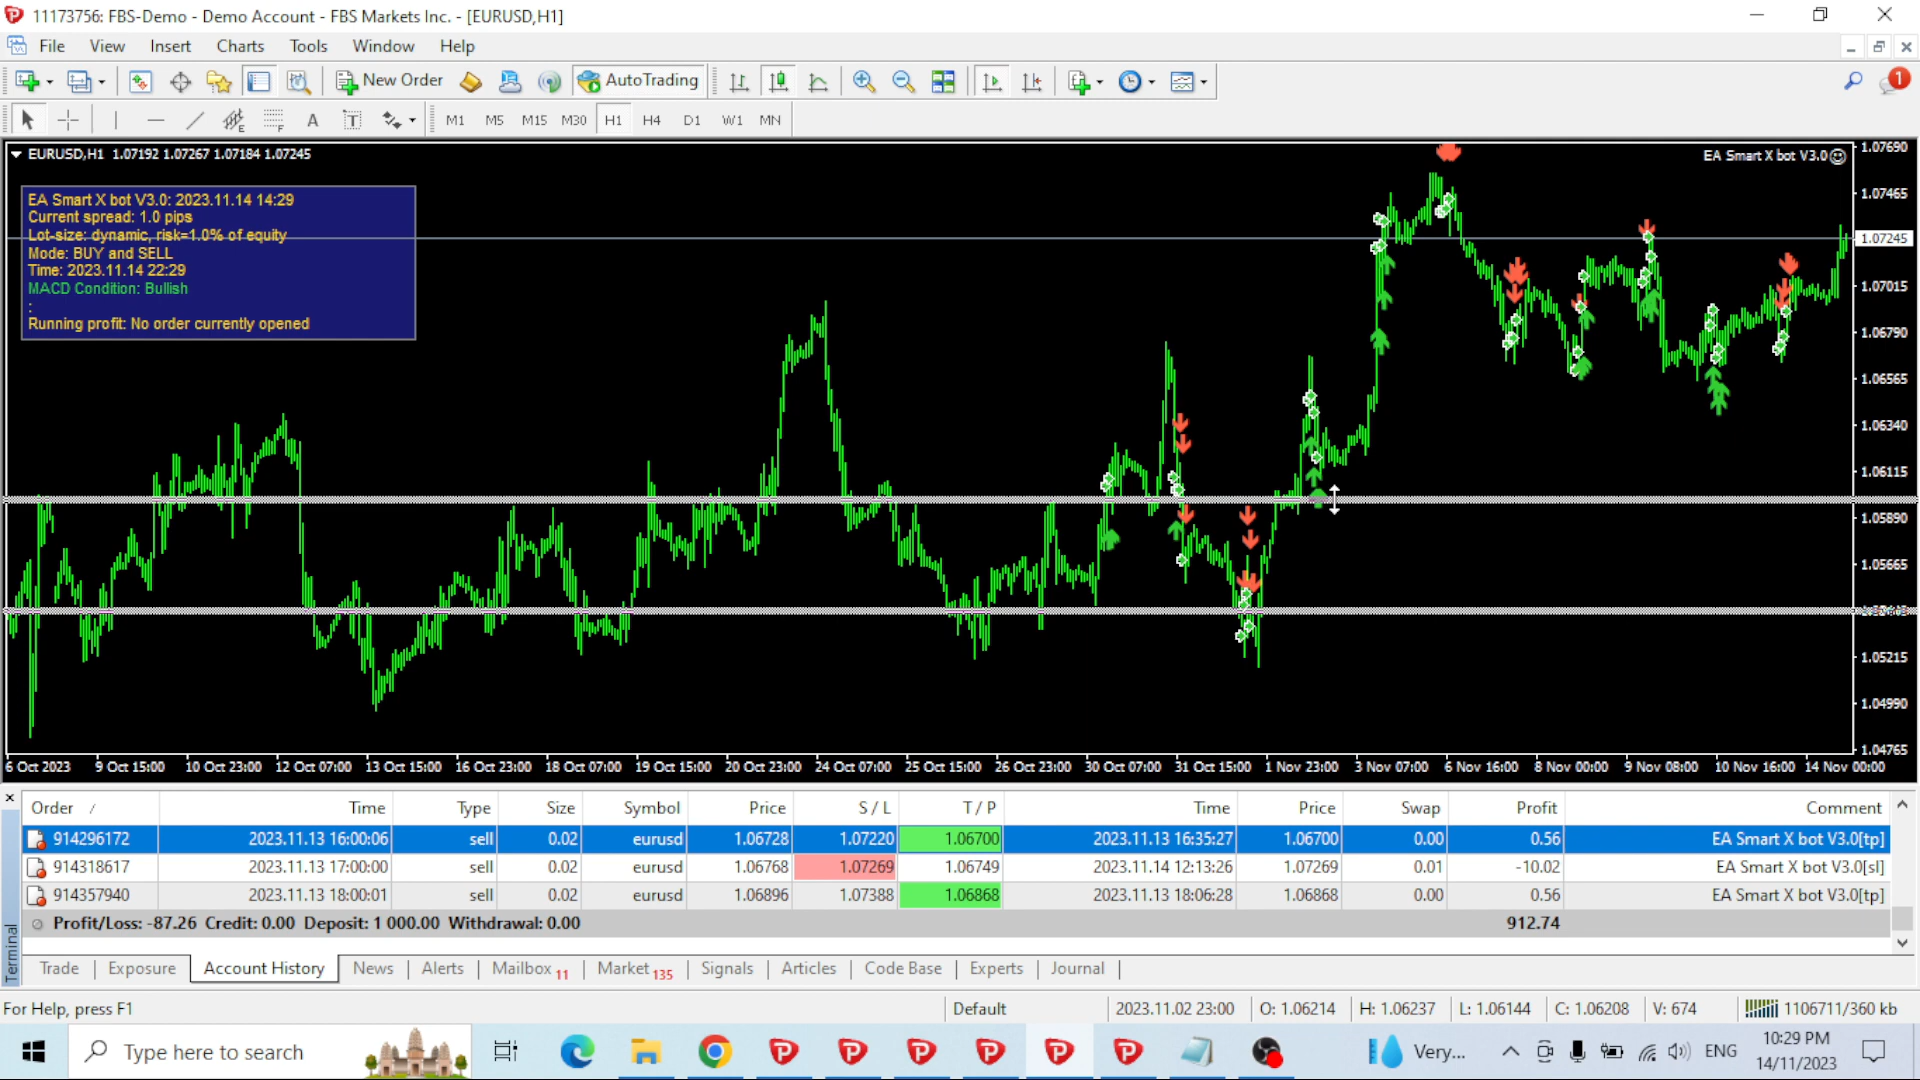 11173756: FBS-Demo - Demo Account - FBS Markets Inc. - [EURUSD,H1]
File View Insert Charts Tools Window Help
New Order AutoTrading 1
A T E F M1 M5 M15 M30 H1 H4 D1 W1 MN
EURUSD,H1 1.07192 1.07267 1.07184 1.07245
EA Smart X bot V3.0
EA Smart X bot V3.0: 2023.11.14 14:29
Current spread: 1.0 pips
Lot-size: dynamic, risk=1.0% of equity
Mode: BUY and SELL
Time: 2023.11.14 22:29
MACD Condition: Bullish
:
Running profit: No order currently opened
1.07690
1.07465
1.07245
1.07015
1.06790
1.06565
1.06340
1.06115
1.05890
1.05665
1.05215
1.04990
1.04765
6 Oct 2023 9 Oct 15:00 10 Oct 23:00 12 Oct 07:00 13 Oct 15:00 16 Oct 23:00 18 Oct 07:00 19 Oct 15:00 20 Oct 23:00 24 Oct 07:00 25 Oct 15:00 26 Oct 23:00 30 Oct 07:00 31 Oct 15:00 1 Nov 23:00 3 Nov 07:00 6 Nov 16:00 8 Nov 00:00 9 Nov 08:00 10 Nov 16:00 14 Nov 00:00
Order / Time Type Size Symbol Price S / L T / P Time Price Swap Profit Comment
914296172 2023.11.13 16:00:06 sell 0.02 eurusd 1.06728 1.07220 1.06700 2023.11.13 16:35:27 1.06700 0.00 0.56 EA Smart X bot V3.0[tp]
914318617 2023.11.13 17:00:00 sell 0.02 eurusd 1.06768 1.07269 1.06749 2023.11.14 12:13:26 1.07269 0.01 -10.02 EA Smart X bot V3.0[sl]
914357940 2023.11.13 18:00:01 sell 0.02 eurusd 1.06896 1.07388 1.06868 2023.11.13 18:06:28 1.06868 0.00 0.56 EA Smart X bot V3.0[tp]
Profit/Loss: -87.26 Credit: 0.00 Deposit: 1 000.00 Withdrawal: 0.00 912.74
Terminal
Trade Exposure Account History News Alerts Mailbox 11 Market 135 Signals Articles Code Base Experts Journal
For Help, press F1 Default 2023.11.02 23:00 O: 1.06214 H: 1.06237 L: 1.06144 C: 1.06208 V: 674 1106711/360 kb
Type here to search Very... ENG 10:29 PM
14/11/2023